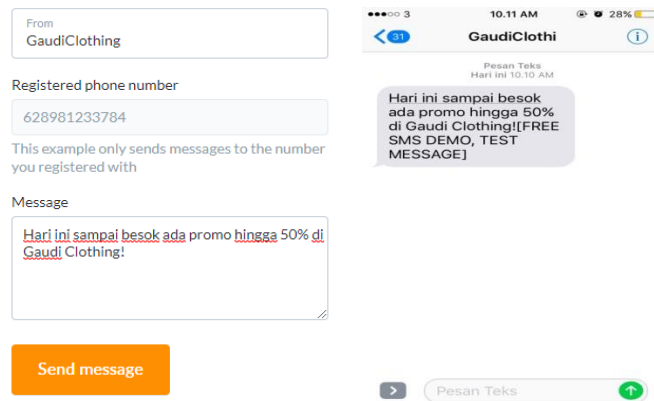 From
GaudiClothing
Registered phone number
628981233784
This example only sends messages to the number
you registered with
Message
Hari ini sampai besok ada promo hingga 50% di
Gaudi Clothing!
Send message
3 10.11 AM 28%
31 GaudiClothi i
Pesan Teks
Hari ini 10.10 AM
Hari ini sampai besok
ada promo hingga 50%
di Gaudi Clothing![FREE
SMS DEMO, TEST
MESSAGE]
Pesan Teks